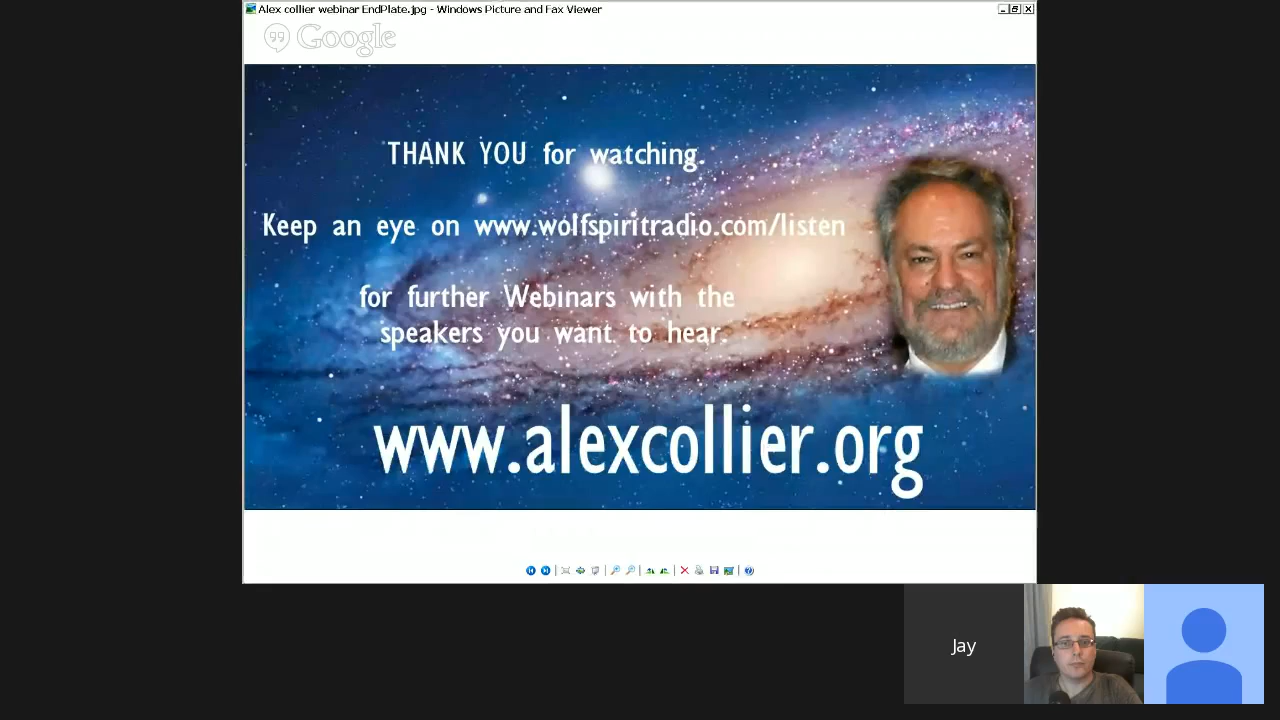 Alex collier webinar EndPlate.jpg - Windows Picture and Fax Viewer
Google
THANK YOU for watching.
Keep an eye on www.wolfspiritradio.com/listen
for further Webinars with the
speakers you want to hear.
www.alexcollier.org
Jay